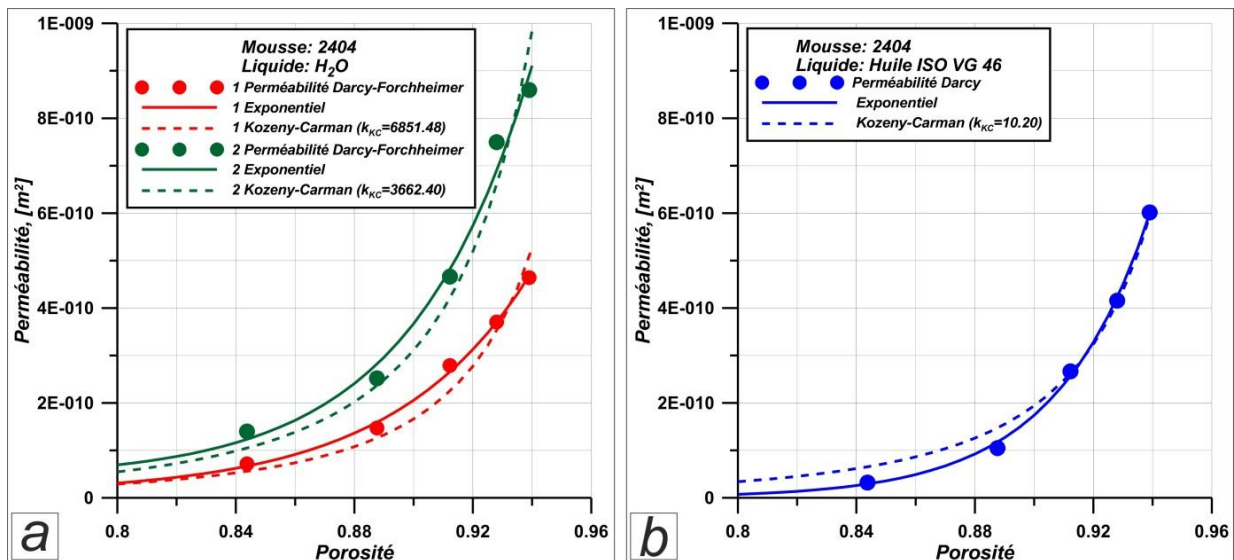 1E-009
8E-010
6E-010
4E-010
2E-010
0
Perméabilité, [m²]
Mousse: 2404
Liquide: H₂O
1 Perméabilité Darcy-Forchheimer
1 Exponentiel
1 Kozeny-Carman (k_KC=6851.48)
2 Perméabilité Darcy-Forchheimer
2 Exponentiel
2 Kozeny-Carman (k_KC=3662.40)
0.8 0.84 0.88 0.92 0.96
Porosité
a
1E-009
8E-010
6E-010
4E-010
2E-010
0
Perméabilité, [m²]
Mousse: 2404
Liquide: Huile ISO VG 46
Perméabilité Darcy
Exponentiel
Kozeny-Carman (k_KC=10.20)
0.8 0.84 0.88 0.92 0.96
Porosité
b